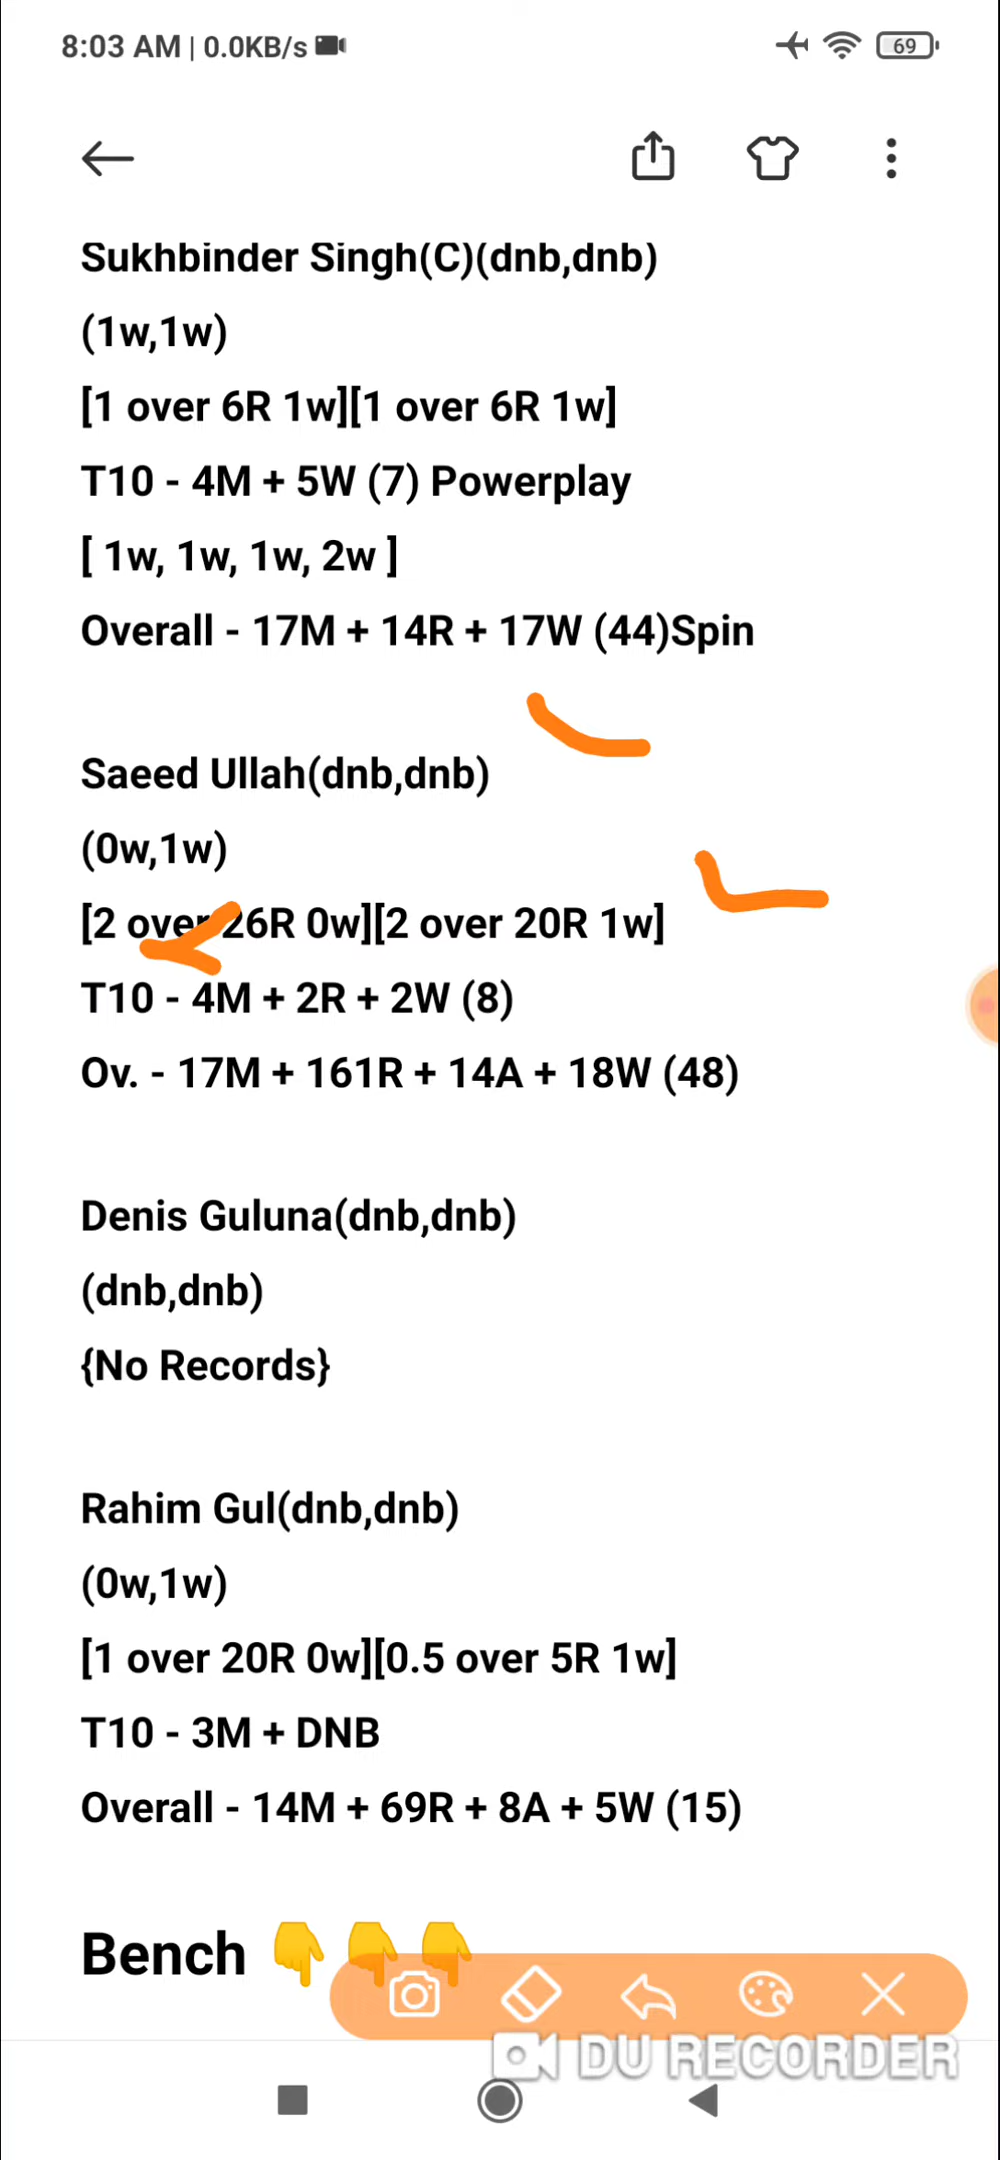 8:03 AM | 0.0KB/s
69
Sukhbinder Singh(C)(dnb,dnb)
(1w,1w)
[1 over 6R 1w][1 over 6R 1w]
T10 - 4M + 5W (7) Powerplay
[ 1w, 1w, 1w, 2w ]
Overall - 17M + 14R + 17W (44)Spin
Saeed Ullah(dnb,dnb)
(0w,1w)
[2 over 26R 0w][2 over 20R 1w]
T10 - 4M + 2R + 2W (8)
Ov. - 17M + 161R + 14A + 18W (48)
Denis Guluna(dnb,dnb)
(dnb,dnb)
{No Records}
Rahim Gul(dnb,dnb)
(0w,1w)
[1 over 20R 0w][0.5 over 5R 1w]
T10 - 3M + DNB
Overall - 14M + 69R + 8A + 5W (15)
Bench 👇👇👇
DU RECORDER